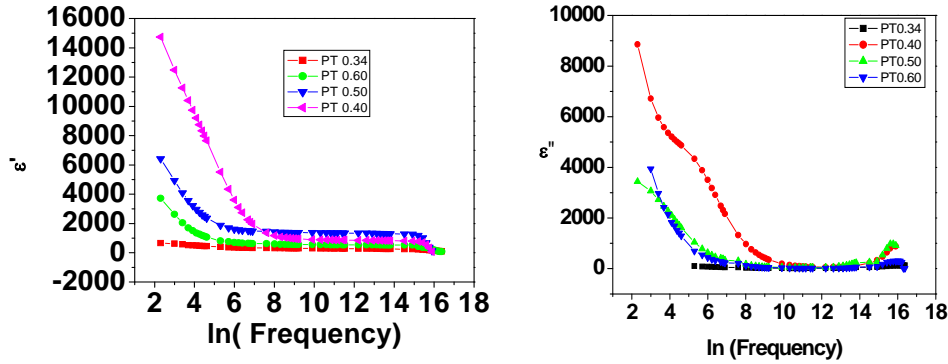 16000
14000
12000
10000
8000
6000
4000
2000
0
-2000
ε'
PT 0.34
PT 0.60
PT 0.50
PT 0.40
2 4 6 8 10 12 14 16 18
ln( Frequency)
10000
8000
6000
4000
2000
0
ε"
PT0.34
PT0.40
PT0.50
PT0.60
0 2 4 6 8 10 12 14 16 18
ln (Frequency)